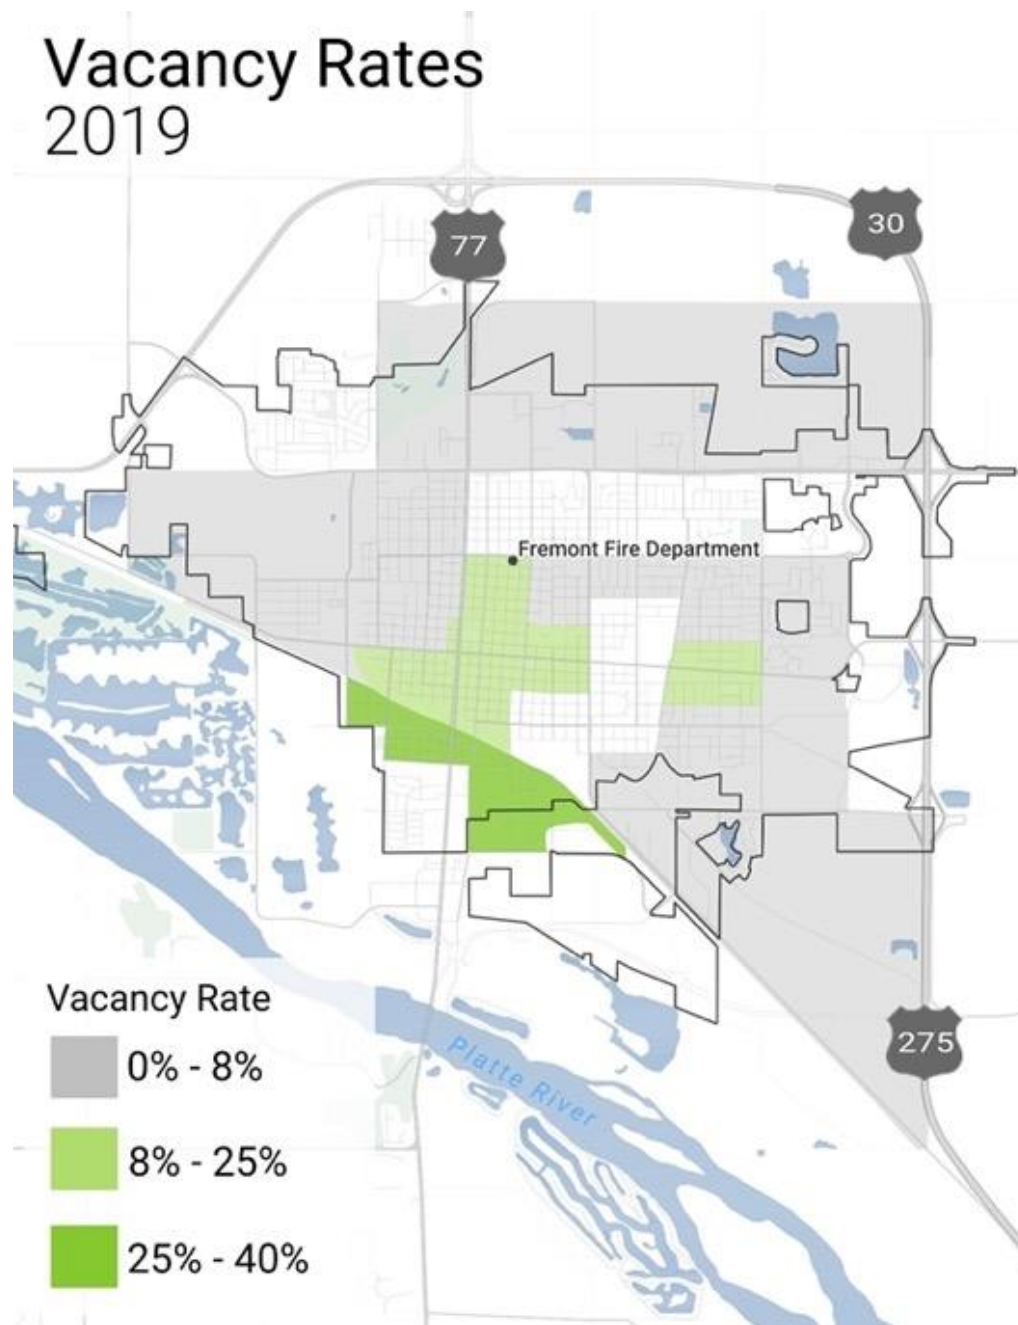 Vacancy Rates
2019
30
77
Fremont Fire Department
Vacancy Rate
0% - 8%
8% - 25%
25% - 40%
275
Platte River